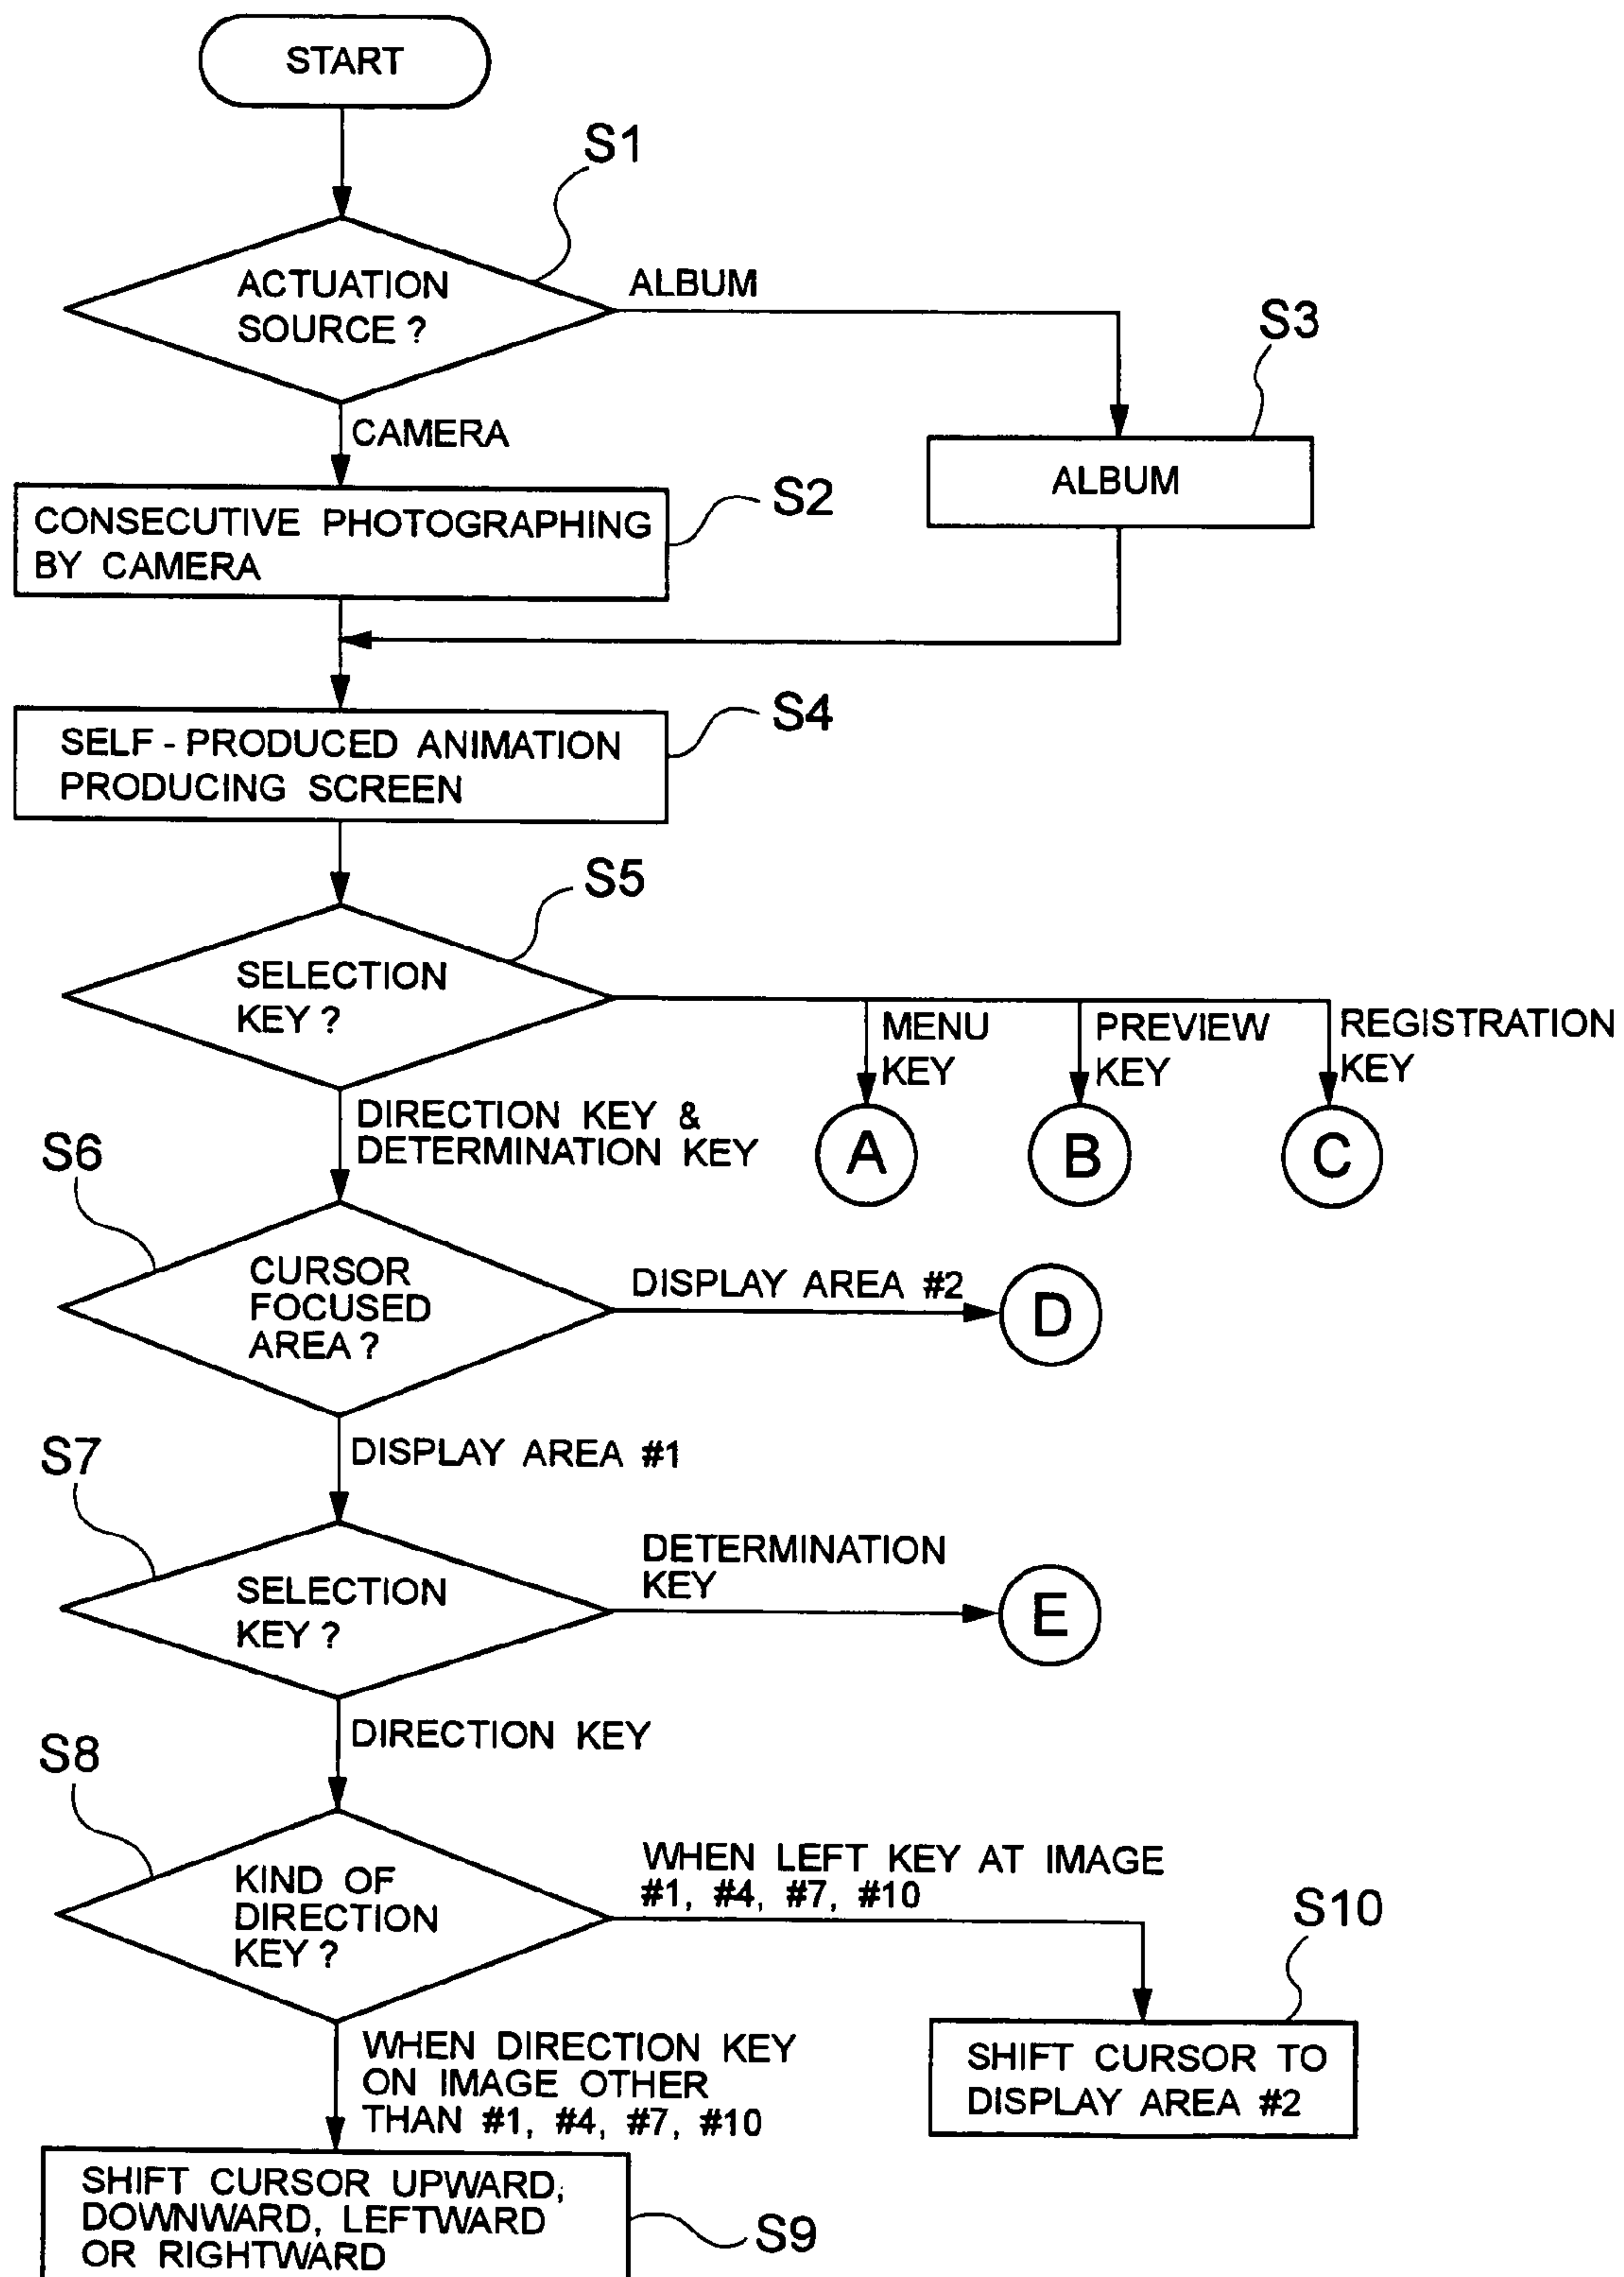 START
S1
ACTUATION
SOURCE ?
ALBUM
S3
CAMERA
ALBUM
S2
CONSECUTIVE PHOTOGRAPHING
BY CAMERA
S4
SELF - PRODUCED ANIMATION
PRODUCING SCREEN
S5
SELECTION
KEY ?
MENU
KEY
PREVIEW
KEY
REGISTRATION
KEY
A
B
C
DIRECTION KEY &
DETERMINATION KEY
S6
CURSOR
FOCUSED
AREA ?
DISPLAY AREA #2
D
DISPLAY AREA #1
S7
SELECTION
KEY ?
DETERMINATION
KEY
E
DIRECTION KEY
S8
KIND OF
DIRECTION
KEY ?
WHEN LEFT KEY AT IMAGE
#1, #4, #7, #10
S10
SHIFT CURSOR TO
DISPLAY AREA #2
WHEN DIRECTION KEY
ON IMAGE OTHER
THAN #1, #4, #7, #10
SHIFT CURSOR UPWARD,
DOWNWARD, LEFTWARD
OR RIGHTWARD
S9